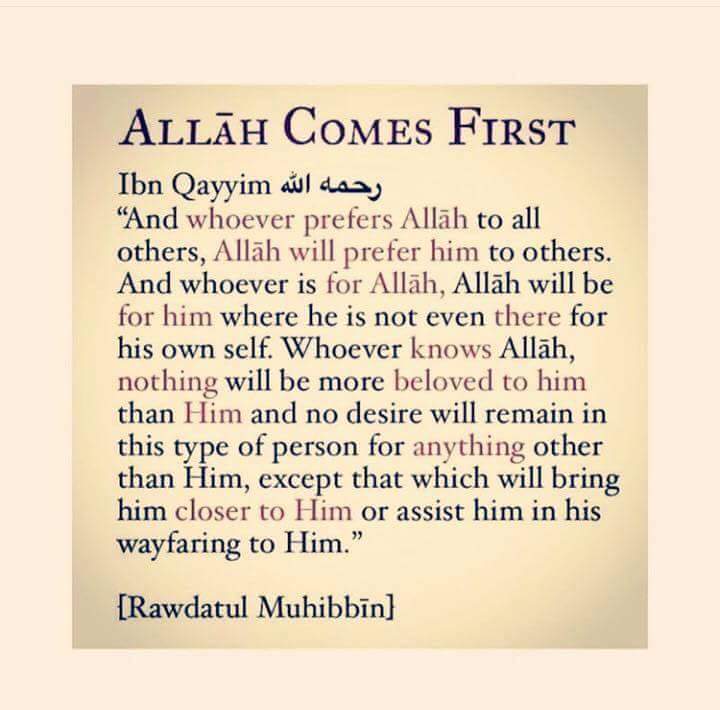 ALLĀH COMES FIRST
Ibn Qayyim رحمه الله
“And whoever prefers Allāh to all
others, Allāh will prefer him to others.
And whoever is for Allāh, Allāh will be
for him where he is not even there for
his own self. Whoever knows Allāh,
nothing will be more beloved to him
than Him and no desire will remain in
this type of person for anything other
than Him, except that which will bring
him closer to Him or assist him in his
wayfaring to Him.”
[Rawdatul Muhibbīn]